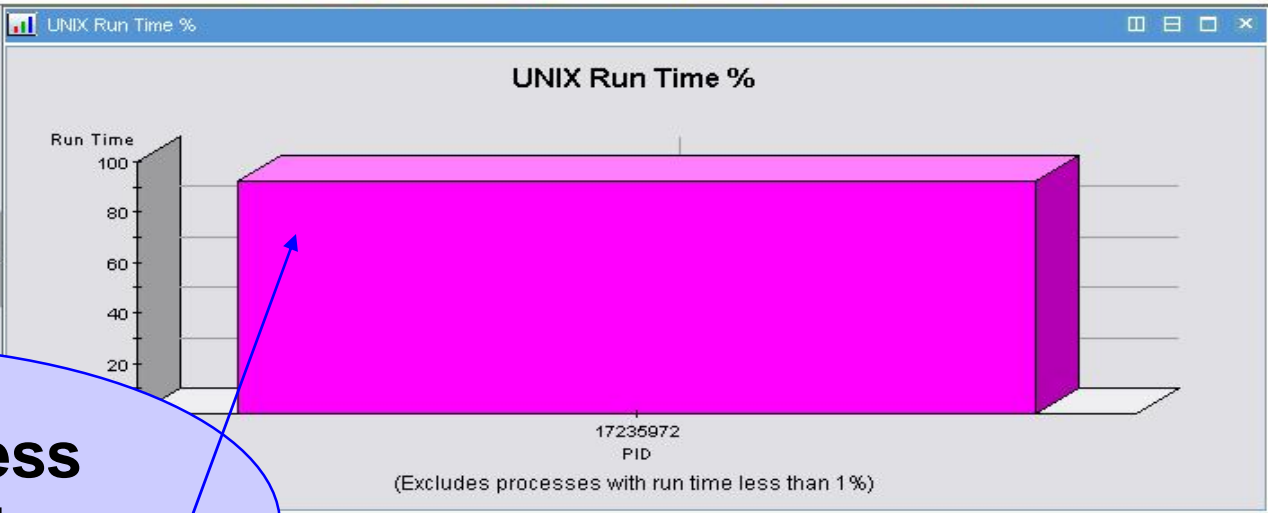 UNIX Run Time %
UNIX Run Time %
Run Time
100
80
60
40
20
17235972
PID
(Excludes processes with run time less than 1%)